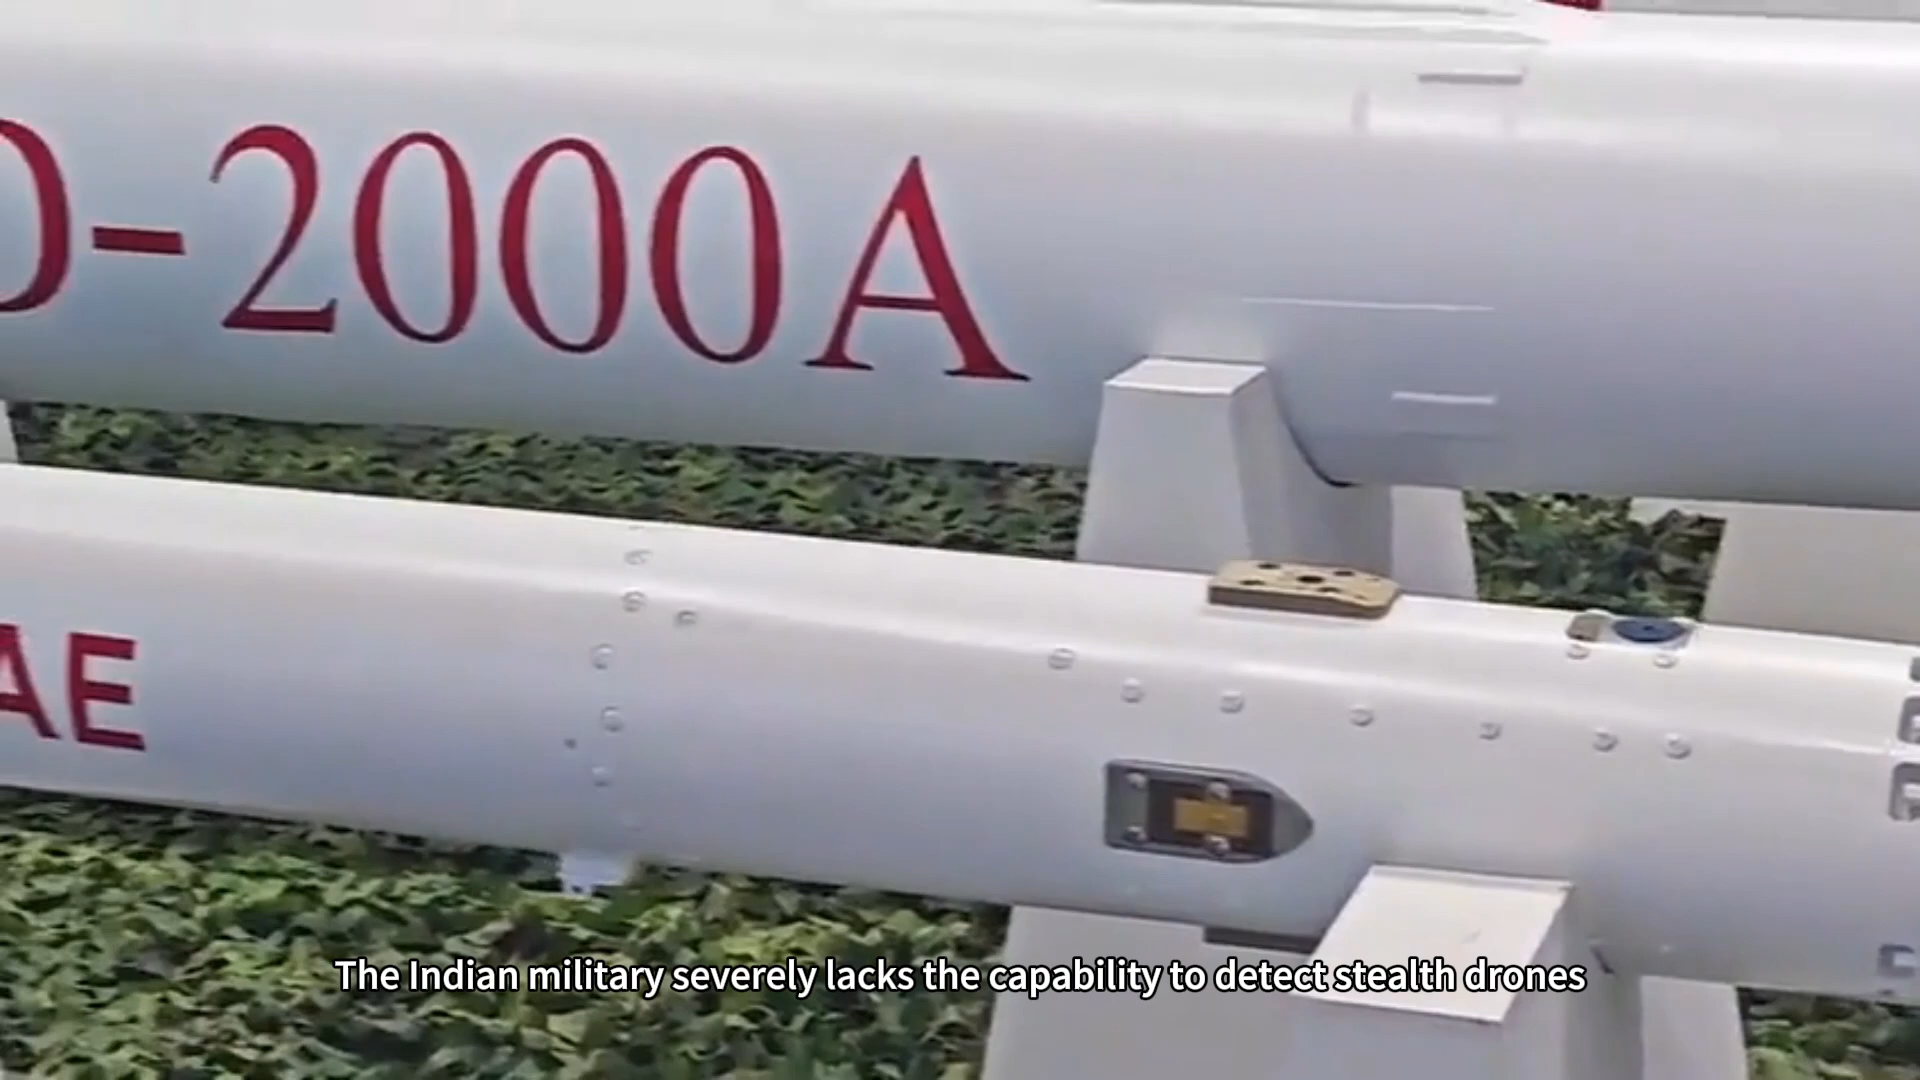 D-2000A
AE
The Indian military severely lacks the capability to detect stealth drones